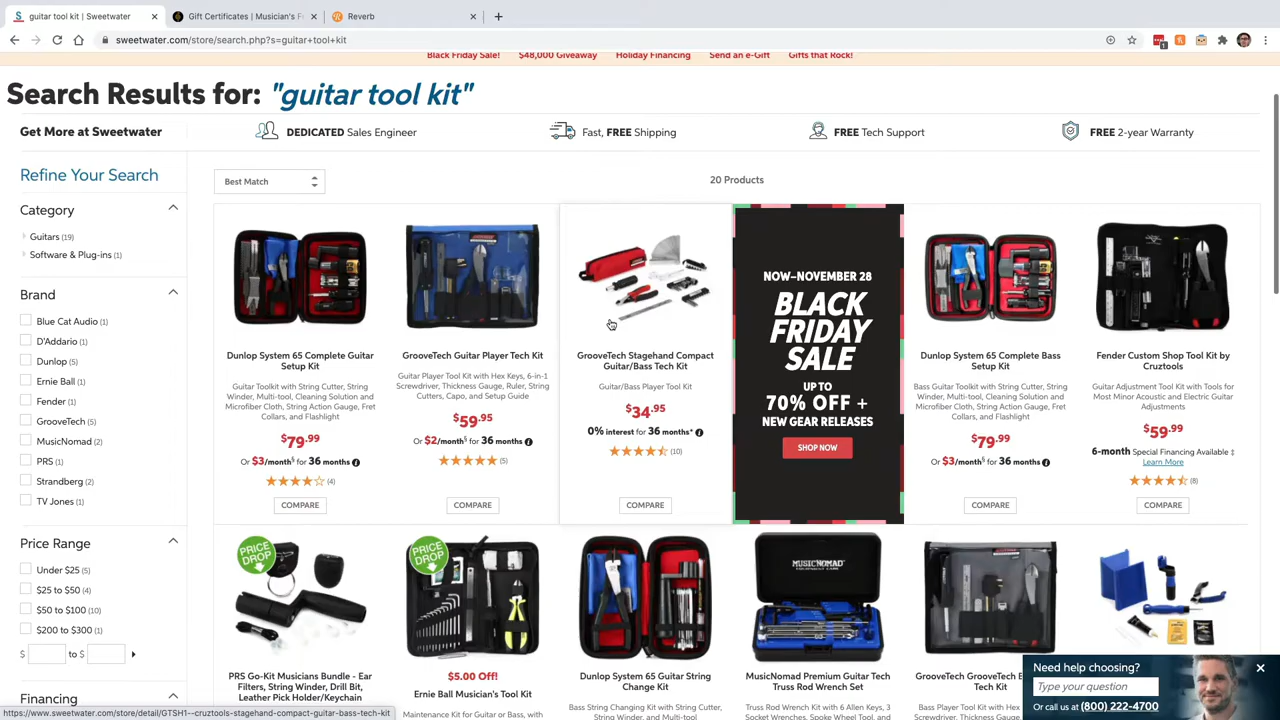 guitar tool kit | Sweetwater
Gift Certificates | Musician's F
Reverb
sweetwater.com/store/search.php?s=guitar+tool+kit
Black Friday Sale!
$48,000 Giveaway
Holiday Financing
Send an e-Gift
Gifts that Rock!
Search Results for: "guitar tool kit"
Get More at Sweetwater
DEDICATED Sales Engineer
Fast, FREE Shipping
FREE Tech Support
FREE 2-year Warranty
Refine Your Search
Category
Guitars (19)
Software & Plug-ins (1)
Brand
Blue Cat Audio (1)
D'Addario (1)
Dunlop (5)
Ernie Ball (1)
Fender (1)
GrooveTech (5)
MusicNomad (2)
PRS (1)
Strandberg (2)
TV Jones (1)
Price Range
Under $25 (5)
$25 to $50 (4)
$50 to $100 (10)
$200 to $300 (1)
$ to $
Financing
Best Match
20 Products
Dunlop System 65 Complete Guitar
Setup Kit
Guitar Toolkit with String Cutter, String
Winder, Multi-tool, Cleaning Solution and
Microfiber Cloth, String Action Gauge, Fret
Collars, and Flashlight
$79.99
Or $3/month§ for 36 months
(4)
COMPARE
GrooveTech Guitar Player Tech Kit
Guitar Player Tool Kit with Hex Keys, 6-in-1
Screwdriver, Thickness Gauge, Ruler, String
Cutters, Capo, and Setup Guide
$59.95
Or $2/month§ for 36 months
(5)
COMPARE
GrooveTech Stagehand Compact
Guitar/Bass Tech Kit
Guitar/Bass Player Tool Kit
$34.95
0% interest for 36 months*
(10)
COMPARE
NOW–NOVEMBER 28
BLACK
FRIDAY
SALE
UP TO
70% OFF +
NEW GEAR RELEASES
SHOP NOW
Dunlop System 65 Complete Bass
Setup Kit
Bass Guitar Toolkit with String Cutter, String
Winder, Multi-tool, Cleaning Solution and
Microfiber Cloth, String Action Gauge, Fret
Collars, and Flashlight
$79.99
Or $3/month§ for 36 months
COMPARE
Fender Custom Shop Tool Kit by
Cruztools
Guitar Adjustment Tool Kit with Tools for
Most Minor Acoustic and Electric Guitar
Adjustments
$59.99
6-month Special Financing Available ‡
Learn More
(8)
COMPARE
PRICE
DROP
PRS Go-Kit Musicians Bundle - Ear
Filters, String Winder, Drill Bit,
Leather Pick Holder/Keychain
PRICE
DROP
$5.00 Off!
Ernie Ball Musician's Tool Kit
Maintenance Kit for Guitar or Bass, with
Dunlop System 65 Guitar String
Change Kit
Bass String Changing Kit with String
Winder, String Cutter, and Multi-tool
MUSICNOMAD
MusicNomad Premium Guitar Tech
Truss Rod Wrench Set
Truss Rod Wrench Set with 6 Allen Keys, 3
Socket Wrenches, Spoke Wheel Tool, and
GrooveTech
Tech Kit
Bass Player Tool Kit with Hex
Need help choosing?
Type your question
Or call us at (800) 222-4700
https://www.sweetwater.com/store/detail/GTSH1--cruztools-stagehand-compact-guitar-bass-tech-kit